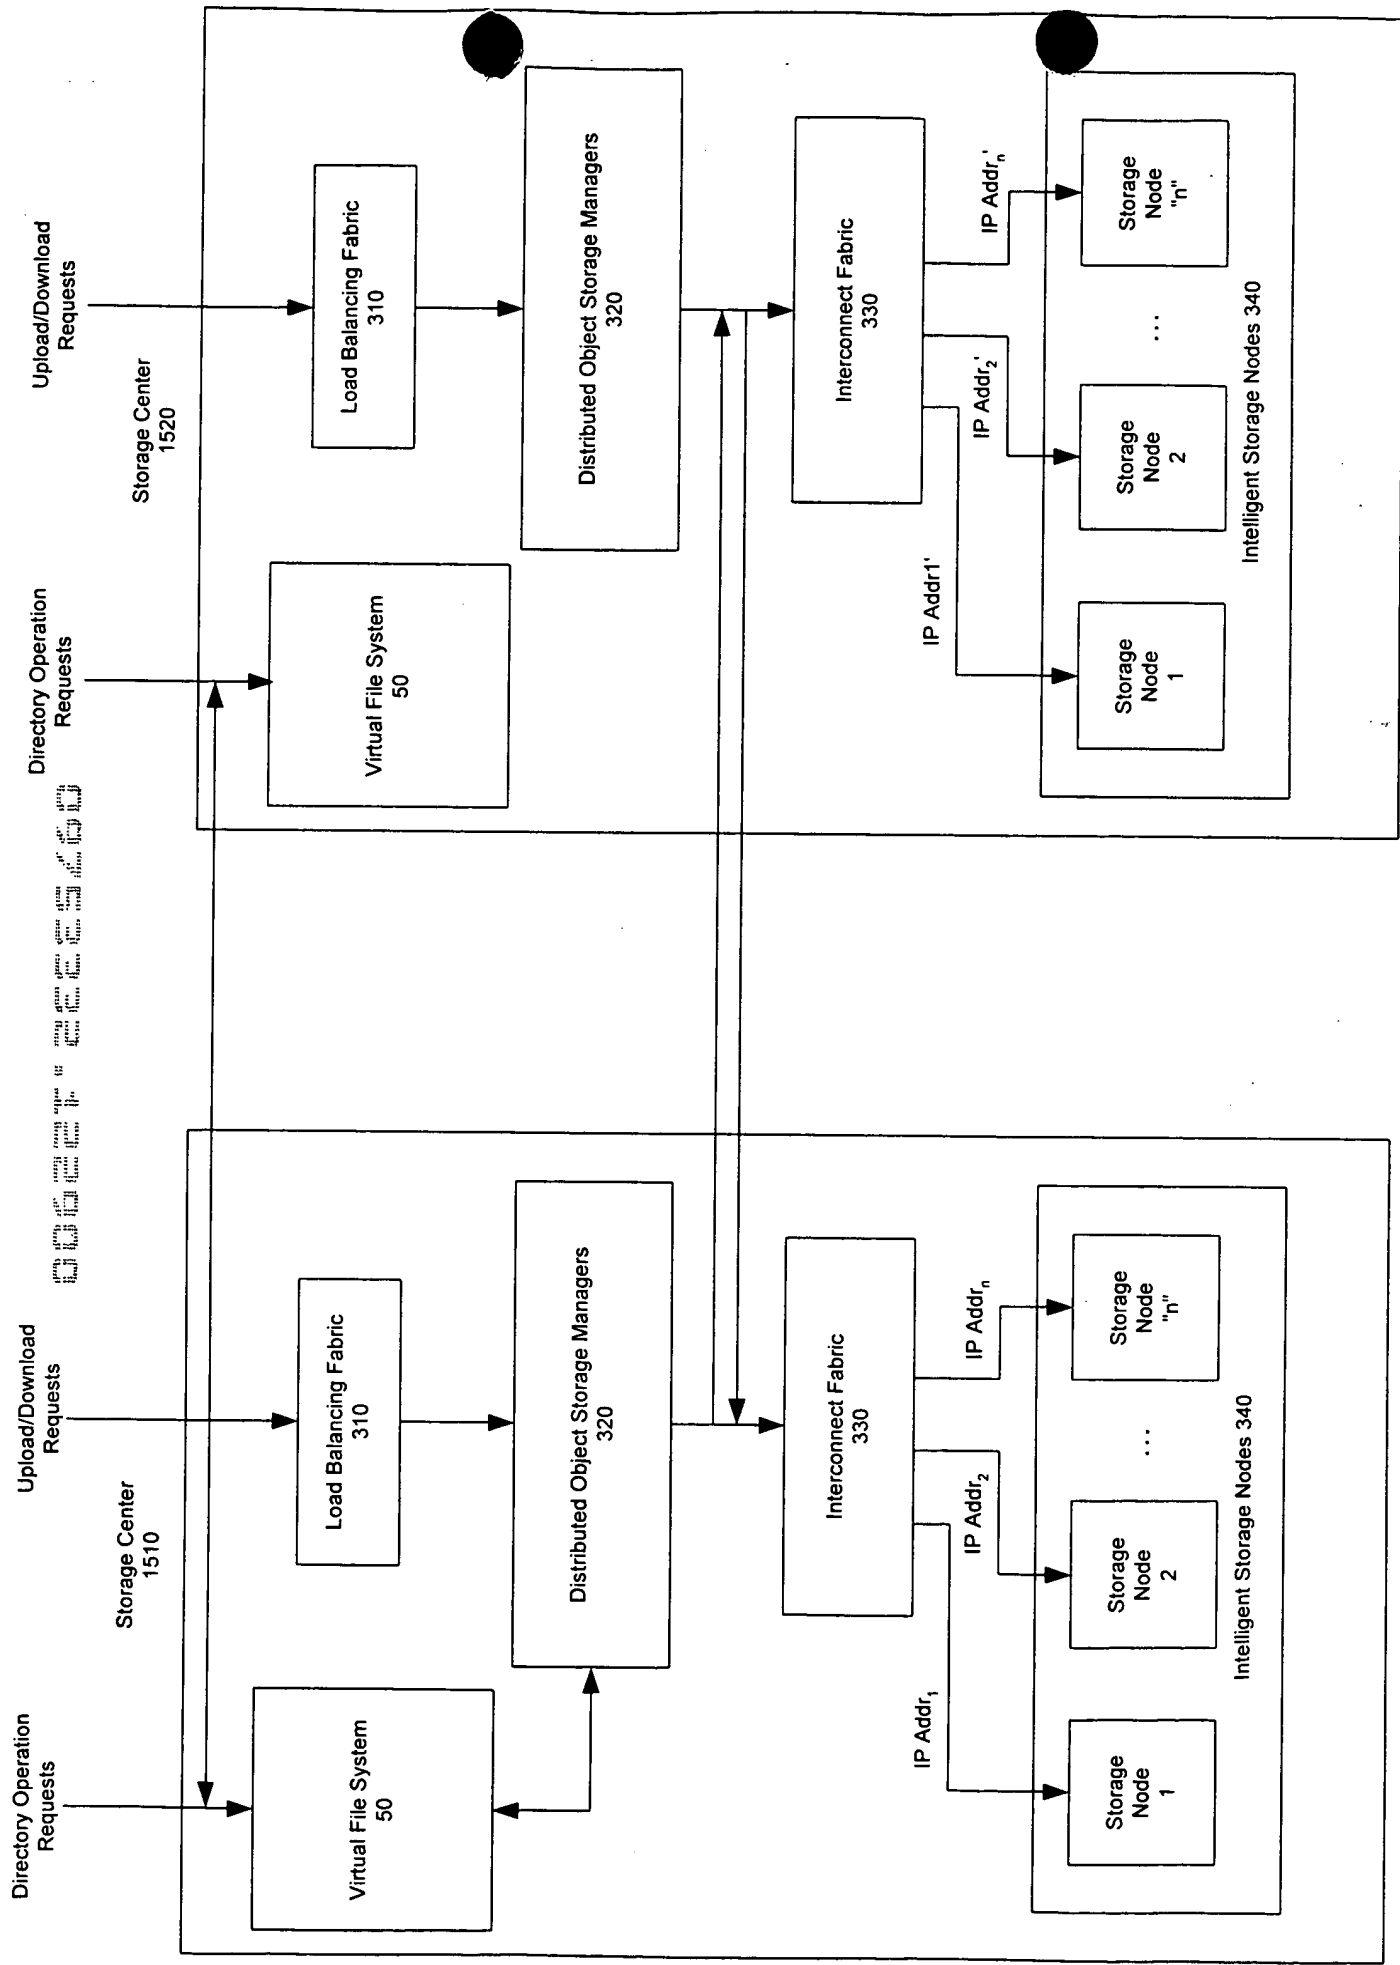 Directory Operation
Requests
Upload/Download
Requests
Storage Center
1510
Virtual File System
50
Load Balancing Fabric
310
Distributed Object Storage Managers
320
Interconnect Fabric
330
IP Addr1
IP Addr2
IP Addrn
Storage
Node
1
Storage
Node
2
...
Storage
Node
"n"
Intelligent Storage Nodes 340
Directory Operation
Requests
Upload/Download
Requests
Storage Center
1520
Virtual File System
50
Load Balancing Fabric
310
Distributed Object Storage Managers
320
Interconnect Fabric
330
IP Addr1'
IP Addr2'
IP Addrn'
Storage
Node
1
Storage
Node
2
...
Storage
Node
"n"
Intelligent Storage Nodes 340